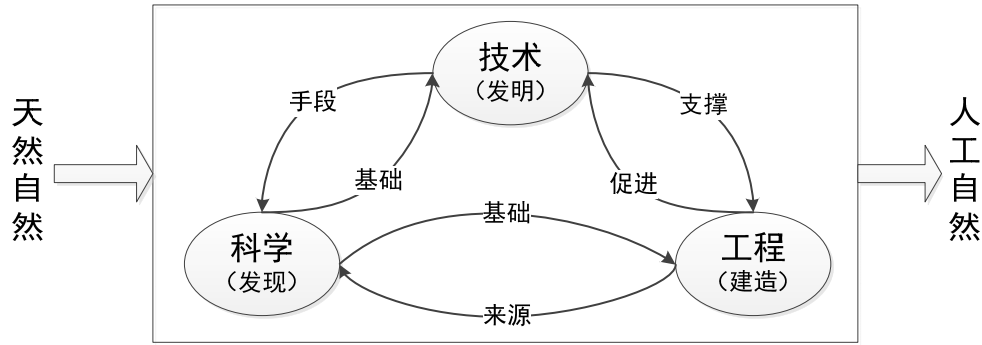 技术
（发明）
手段
支撑
天然自然
人工自然
基础
促进
基础
科学
（发现）
工程
（建造）
来源